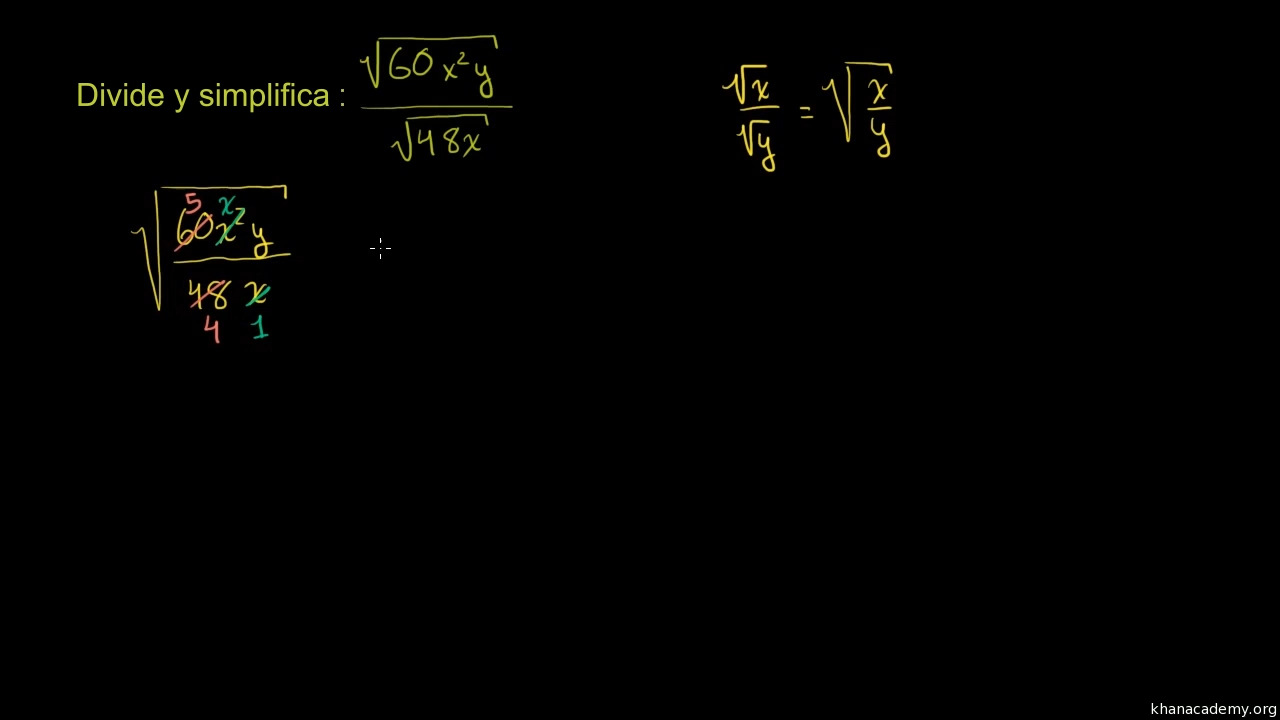 Divide y simplifica : √(60x²y) / √(48x)
√x / √y = √(x / y)
5 x
√(60x²y / 48x)
4 1
khanacademy.org